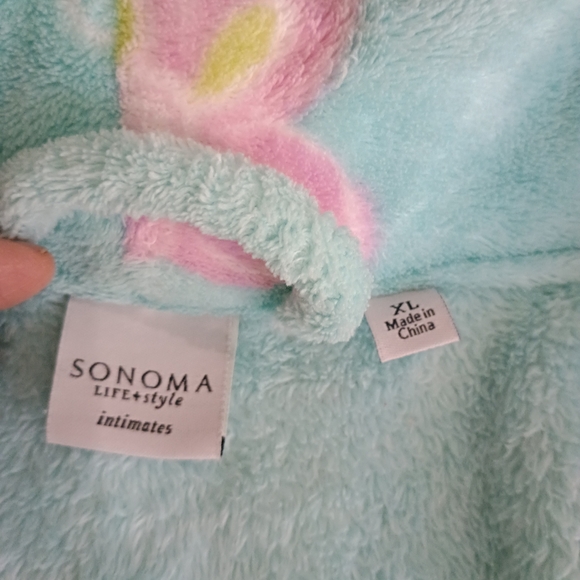 SONOMA
LIFE+style
intimates
XL
Made in
China